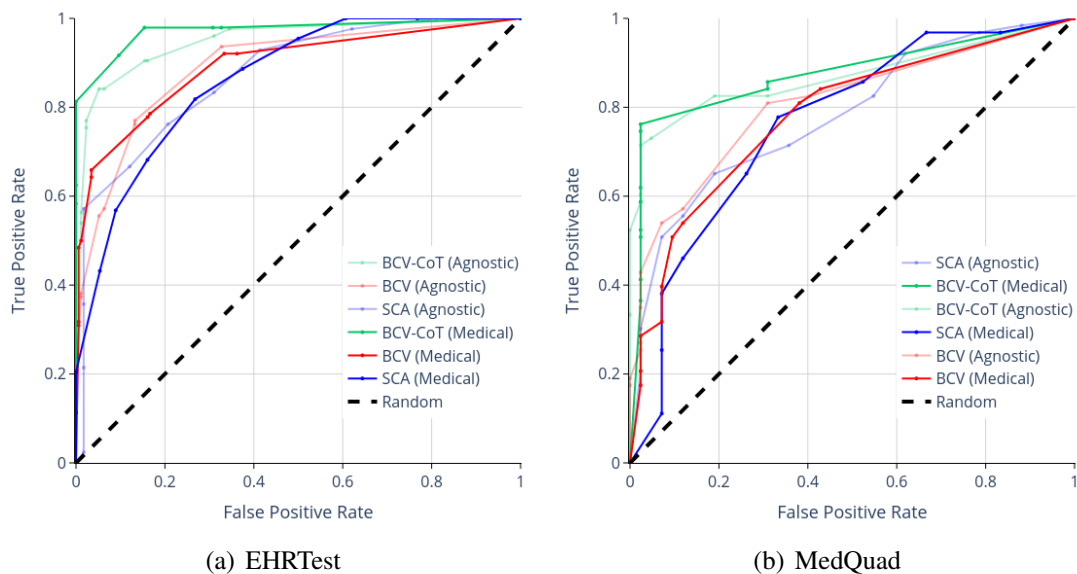 1
0.8
0.6
0.4
0.2
0
True Positive Rate
0 0.2 0.4 0.6 0.8 1
False Positive Rate
BCV-CoT (Agnostic)
BCV (Agnostic)
SCA (Agnostic)
BCV-CoT (Medical)
BCV (Medical)
SCA (Medical)
Random
(a) EHRTest
1
0.8
0.6
0.4
0.2
0
True Positive Rate
0 0.2 0.4 0.6 0.8 1
False Positive Rate
SCA (Agnostic)
BCV-CoT (Medical)
BCV-CoT (Agnostic)
SCA (Medical)
BCV (Agnostic)
BCV (Medical)
Random
(b) MedQuad